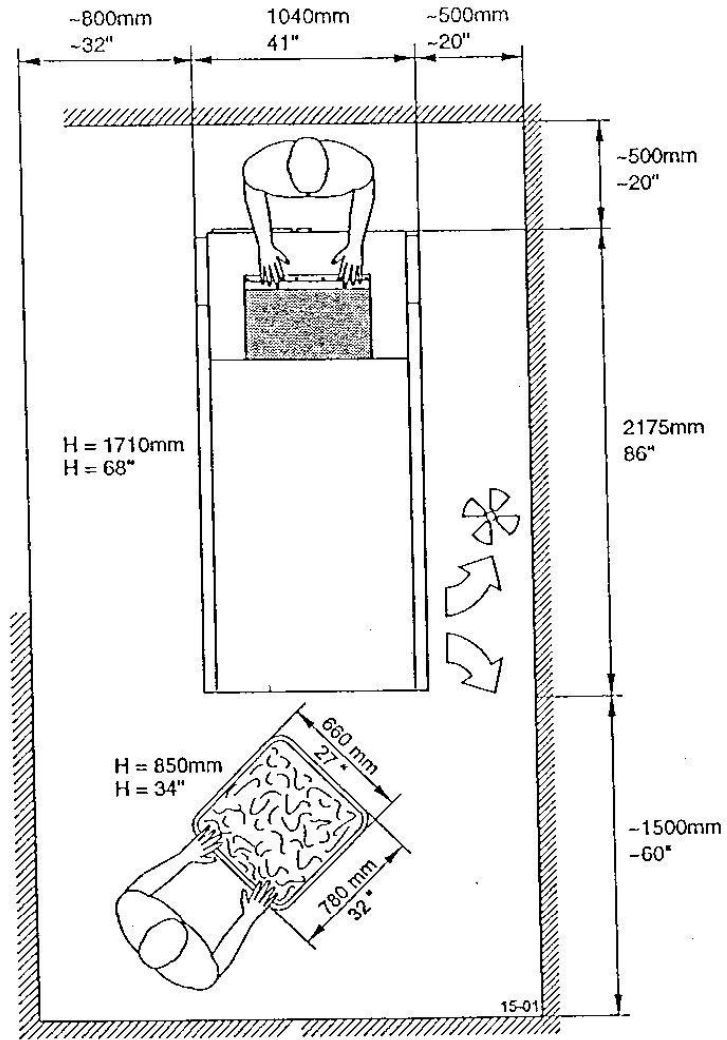 ~800mm
~32"
1040mm
41"
~500mm
~20"
~500mm
~20"
H = 1710mm
H = 68"
2175mm
86"
660 mm
27"
H = 850mm
H = 34"
780 mm
32"
~1500mm
~60"
15-01